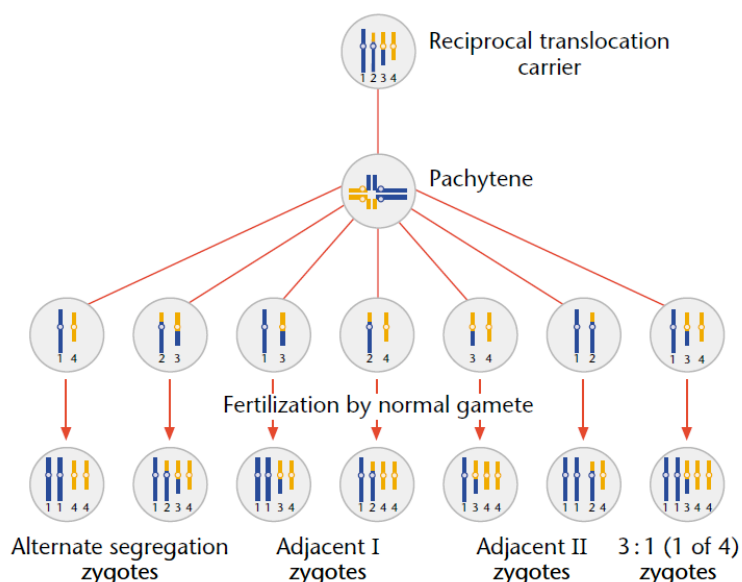 Reciprocal translocation
carrier
1 2 3 4
Pachytene
1 4
2 3
1 3
2 4
3 4
1 2
1 3 4
Fertilization by normal gamete
1 1 4 4
1 2 3 4
1 1 3 4
1 2 4 4
1 3 4 4
1 1 2 4
1 1 3 4 4
Alternate segregation
zygotes
Adjacent I
zygotes
Adjacent II
zygotes
3 : 1 (1 of 4)
zygotes